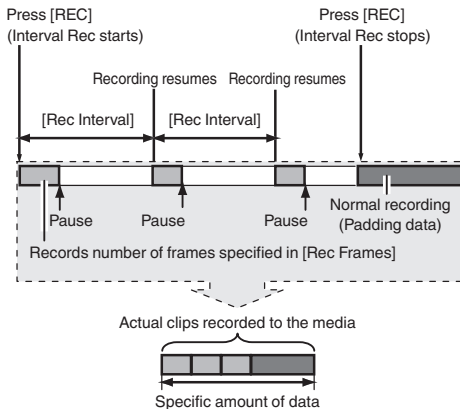 Press [REC]
(Interval Rec starts)
Press [REC]
(Interval Rec stops)
Recording resumes
Recording resumes
[Rec Interval]
[Rec Interval]
Pause
Pause
Pause
Normal recording
(Padding data)
Records number of frames specified in [Rec Frames]
Actual clips recorded to the media
Specific amount of data